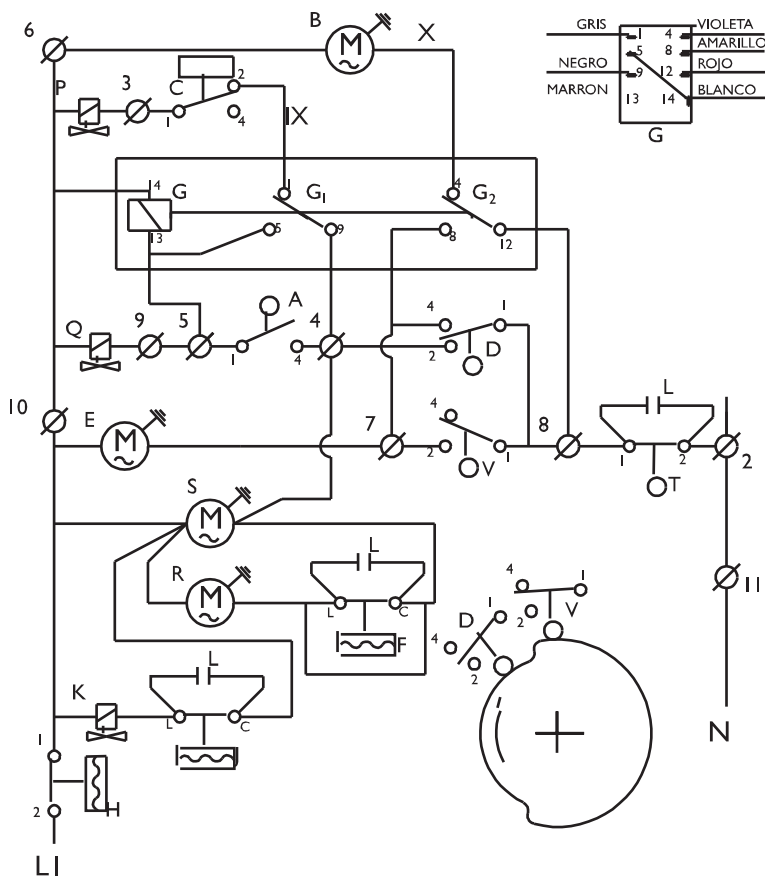 B
6
M
X
GRIS
1
4
VIOLETA
5
8
AMARILLO
NEGRO
9
12
ROJO
MARRON
13
14
BLANCO
G
P
3
C
2
1
4
IX
14
G
G1
G2
1
4
13
5
9
8
12
Q
9
5
A
4
1
4
4
1
2
D
10
E
M
7
4
2
V
1
8
L
1
2
T
2
S
M
R
M
L
L
C
F
11
4
1
V
2
D
1
4
2
N
K
L
L
C
1
2
H
L1